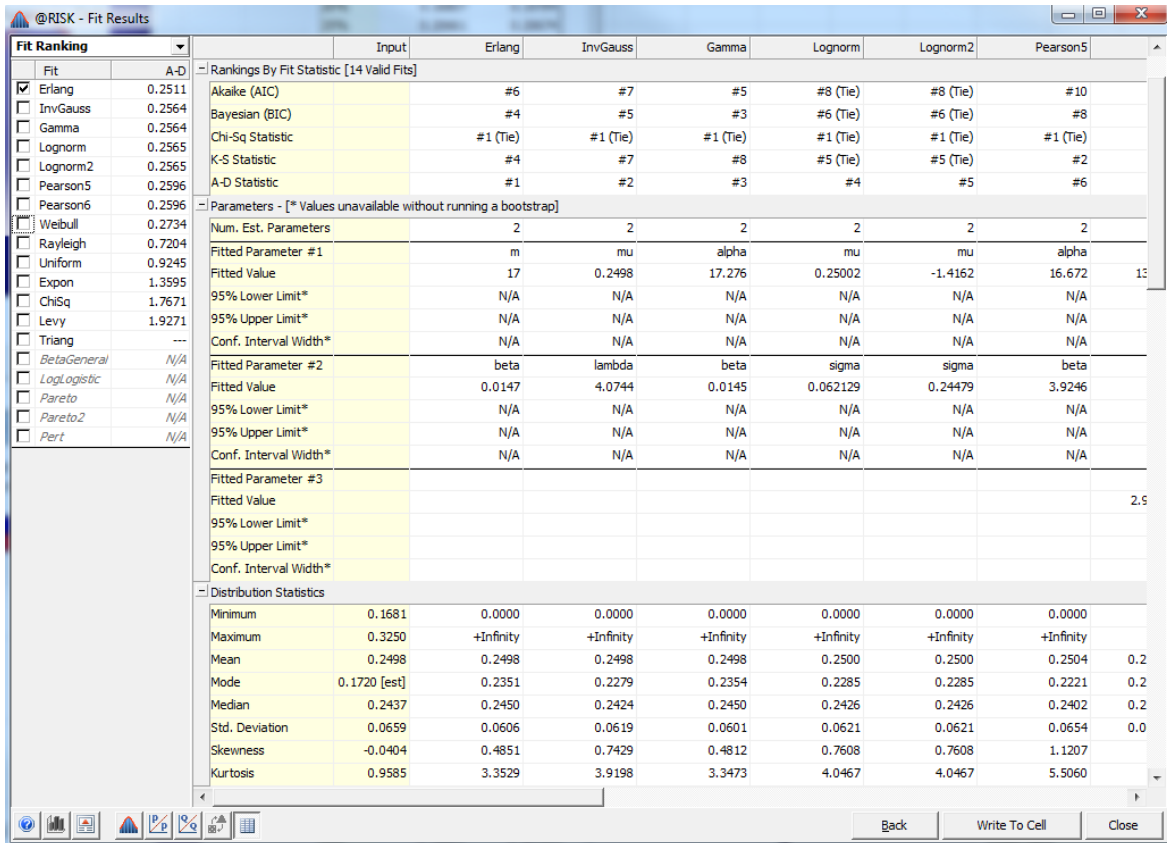 @RISK - Fit Results
Fit Ranking
Fit A-D
Erlang 0.2511
InvGauss 0.2564
Gamma 0.2564
Lognorm 0.2565
Lognorm2 0.2565
Pearson5 0.2596
Pearson6 0.2596
Weibull 0.2734
Rayleigh 0.7204
Uniform 0.9245
Expon 1.3595
ChiSq 1.7671
Levy 1.9271
Triang ---
BetaGeneral N/A
LogLogistic N/A
Pareto N/A
Pareto2 N/A
Pert N/A
Input Erlang InvGauss Gamma Lognorm Lognorm2 Pearson5
Rankings By Fit Statistic [14 Valid Fits]
Akaike (AIC) #6 #7 #5 #8 (Tie) #8 (Tie) #10
Bayesian (BIC) #4 #5 #3 #6 (Tie) #6 (Tie) #8
Chi-Sq Statistic #1 (Tie) #1 (Tie) #1 (Tie) #1 (Tie) #1 (Tie) #1 (Tie)
K-S Statistic #4 #7 #8 #5 (Tie) #5 (Tie) #2
A-D Statistic #1 #2 #3 #4 #5 #6
Parameters - [* Values unavailable without running a bootstrap]
Num. Est. Parameters 2 2 2 2 2 2
Fitted Parameter #1 m mu alpha mu mu alpha
Fitted Value 17 0.2498 17.276 0.25002 -1.4162 16.672 13
95% Lower Limit* N/A N/A N/A N/A N/A N/A
95% Upper Limit* N/A N/A N/A N/A N/A N/A
Conf. Interval Width* N/A N/A N/A N/A N/A N/A
Fitted Parameter #2 beta lambda beta sigma sigma beta
Fitted Value 0.0147 4.0744 0.0145 0.062129 0.24479 3.9246
95% Lower Limit* N/A N/A N/A N/A N/A N/A
95% Upper Limit* N/A N/A N/A N/A N/A N/A
Conf. Interval Width* N/A N/A N/A N/A N/A N/A
Fitted Parameter #3
Fitted Value 2.9
95% Lower Limit*
95% Upper Limit*
Conf. Interval Width*
Distribution Statistics
Minimum 0.1681 0.0000 0.0000 0.0000 0.0000 0.0000 0.0000
Maximum 0.3250 +Infinity +Infinity +Infinity +Infinity +Infinity +Infinity
Mean 0.2498 0.2498 0.2498 0.2498 0.2500 0.2500 0.2504 0.2
Mode 0.1720 [est] 0.2351 0.2279 0.2354 0.2285 0.2285 0.2221 0.2
Median 0.2437 0.2450 0.2424 0.2450 0.2426 0.2426 0.2402 0.2
Std. Deviation 0.0659 0.0606 0.0619 0.0601 0.0621 0.0621 0.0654 0.0
Skewness -0.0404 0.4851 0.7429 0.4812 0.7608 0.7608 1.1207
Kurtosis 0.9585 3.3529 3.9198 3.3473 4.0467 4.0467 5.5060
Back Write To Cell Close